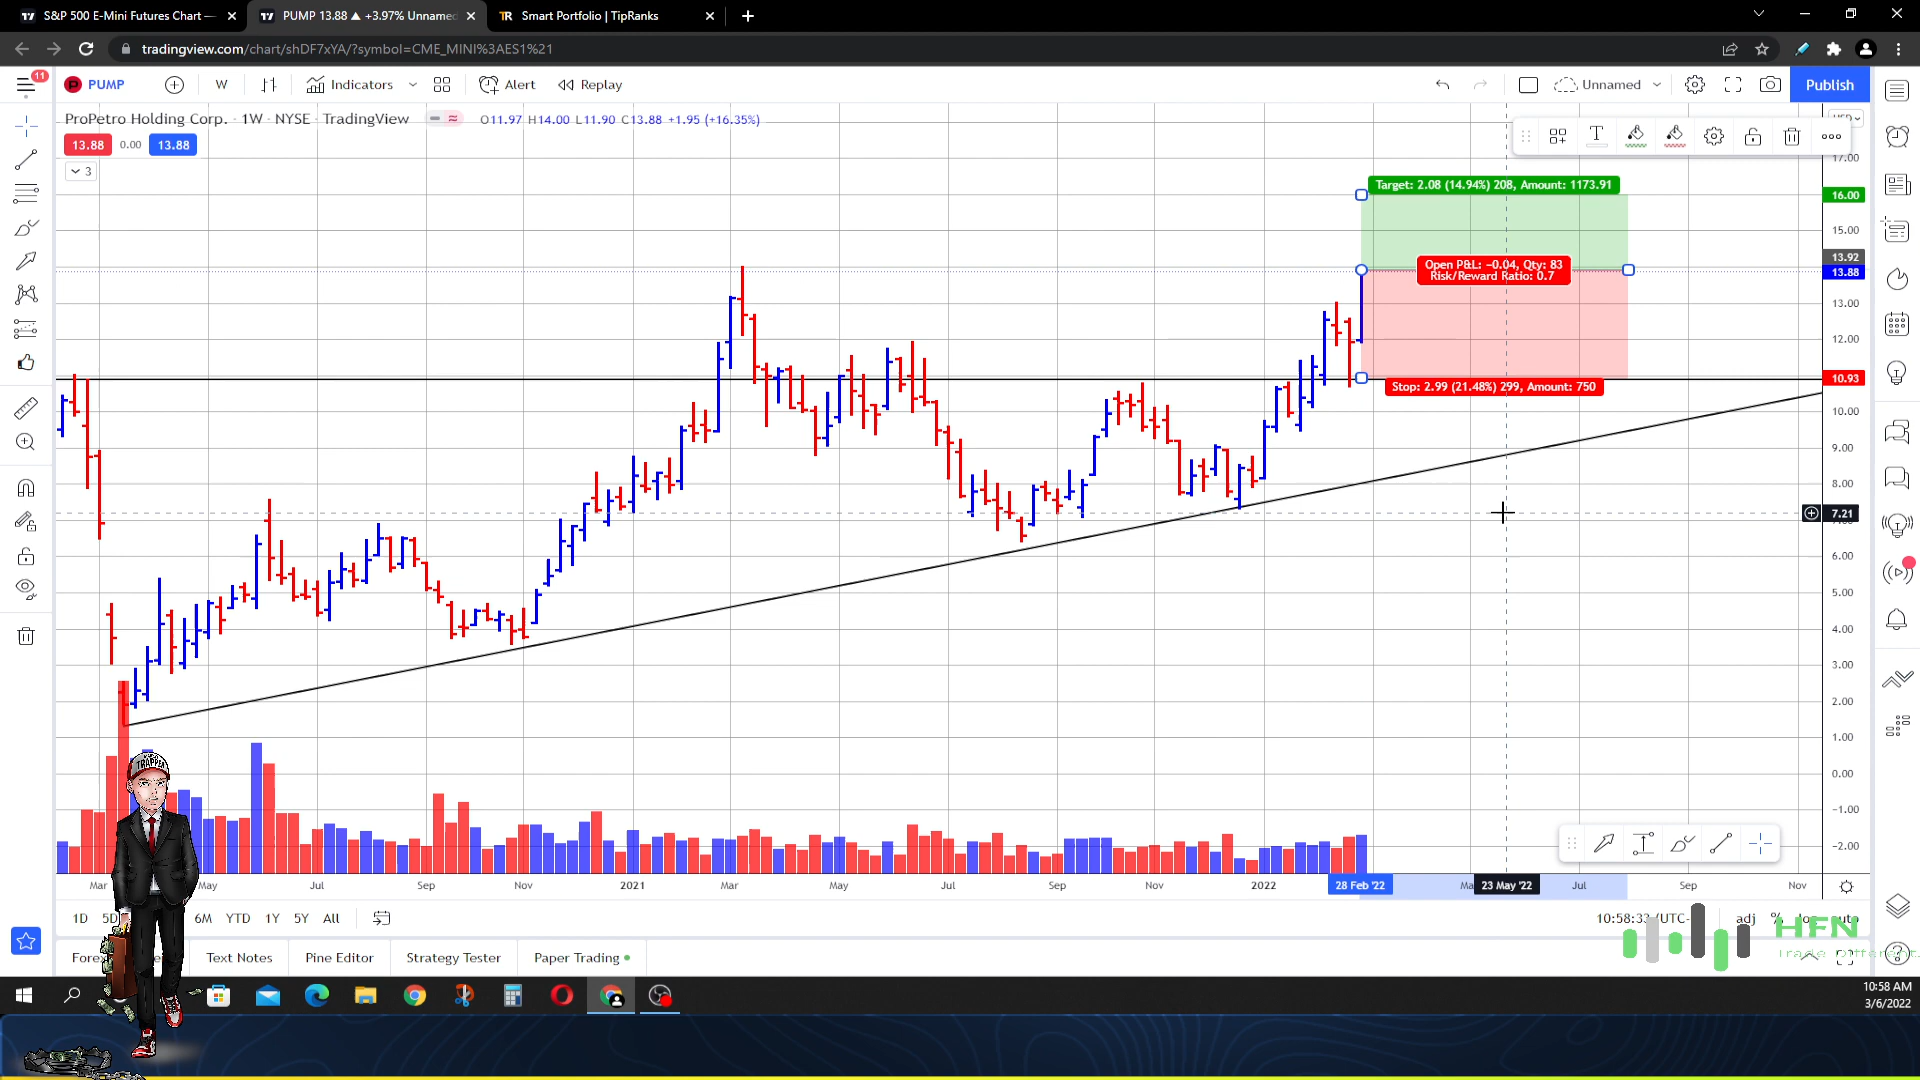 S&P 500 E-Mini Futures Chart —
PUMP 13.88 ▲ +3.97% Unnamed
Smart Portfolio | TipRanks
tradingview.com/chart/shDF7xYA/?symbol=CME_MINI%3AES1%21
11
PUMP
W
Indicators
Alert
Replay
Unnamed
Publish
ProPetro Holding Corp. · 1W · NYSE · TradingView
O11.97 H14.00 L11.90 C13.88 +1.95 (+16.35%)
13.88
0.00
13.88
3
17.00
Target: 2.08 (14.94%) 208, Amount: 1173.91
16.00
15.00
13.92
Open P&L: −0.04, Qty: 83
13.88
Risk/Reward Ratio: 0.7
13.00
12.00
10.93
Stop: 2.99 (21.48%) 299, Amount: 750
10.00
9.00
8.00
7.21
6.00
5.00
4.00
3.00
2.00
1.00
0.00
−1.00
−2.00
TRAPPER
Mar
May
Jul
Sep
Nov
2021
Mar
May
Jul
Sep
Nov
2022
28 Feb '22
23 May '22
Jul
Sep
Nov
1D
6M
YTD
1Y
5Y
All
10:58:33 (UTC-
adj
%
HFN
Trade Different.
Text Notes
Pine Editor
Strategy Tester
Paper Trading
10:58 AM
3/6/2022